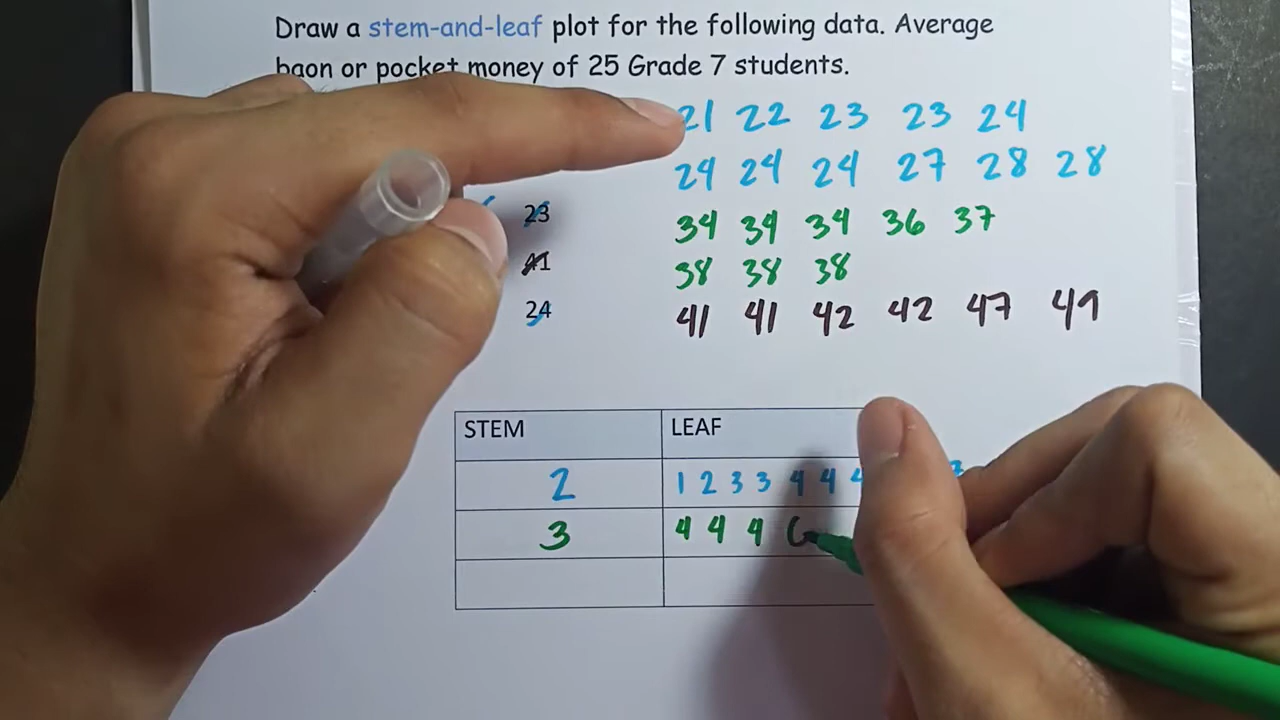 Draw a stem-and-leaf plot for the following data. Average
baon or pocket money of 25 Grade 7 students.
21 22 23 23 24
24 24 24 27 28 28
23
34 34 34 36 37
41
38 38 38
24
41 41 42 42 47 49
STEM LEAF
2 1 2 3 3 4 4
3 4 4 4